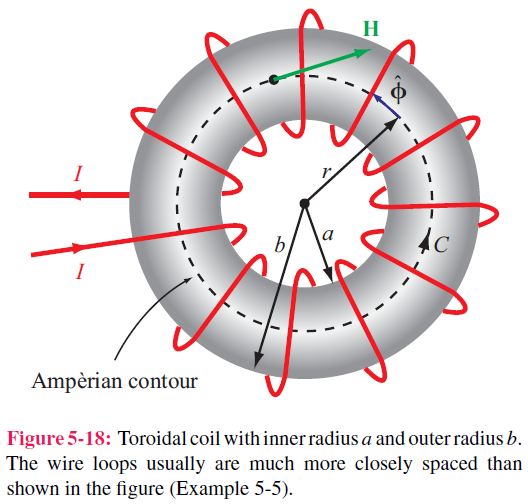 H
ϕ̂
I
r
b
a
C
I
Ampèrian contour
Figure 5-18: Toroidal coil with inner radius a and outer radius b.
The wire loops usually are much more closely spaced than
shown in the figure (Example 5-5).